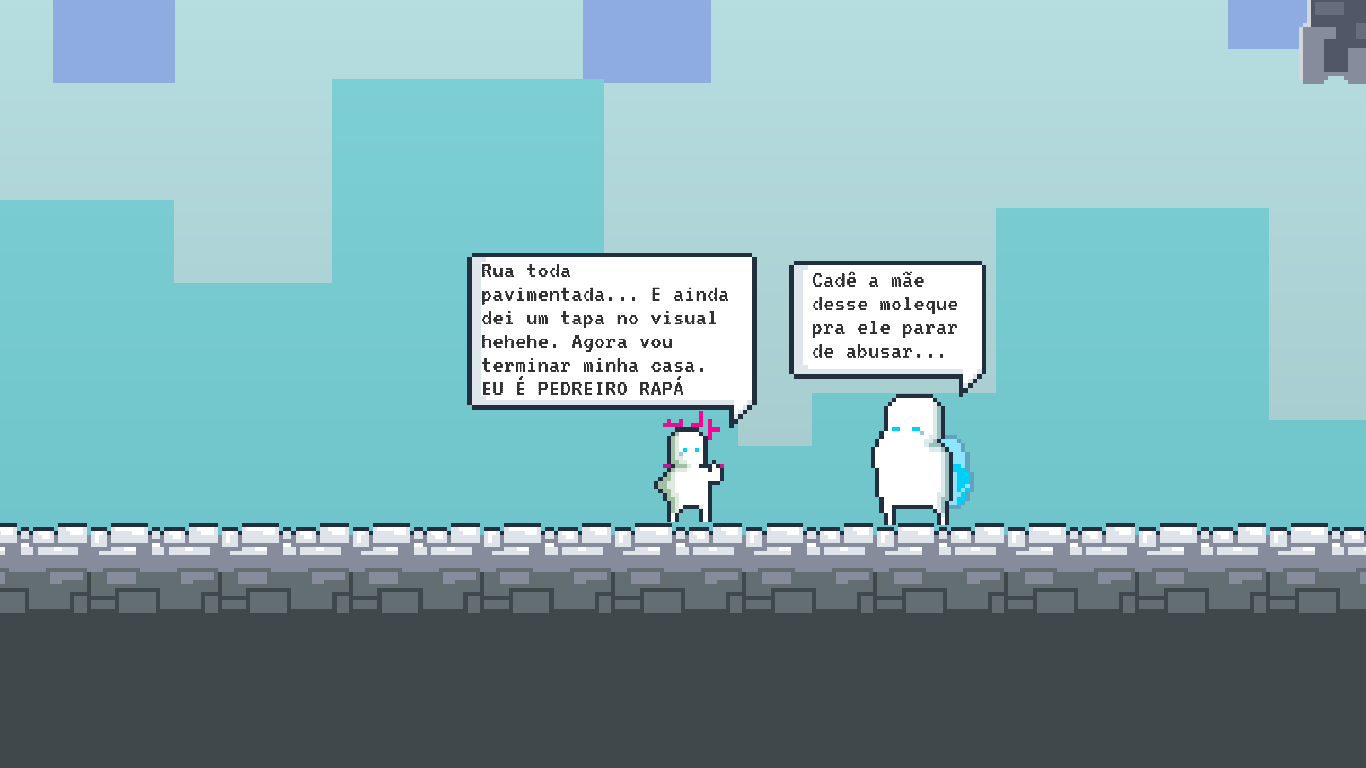 Rua toda
pavimentada... E ainda
dei um tapa no visual
hehehe. Agora vou
terminar minha casa.
EU É PEDREIRO RAPÁ
Cadê a mãe
desse moleque
pra ele parar
de abusar...